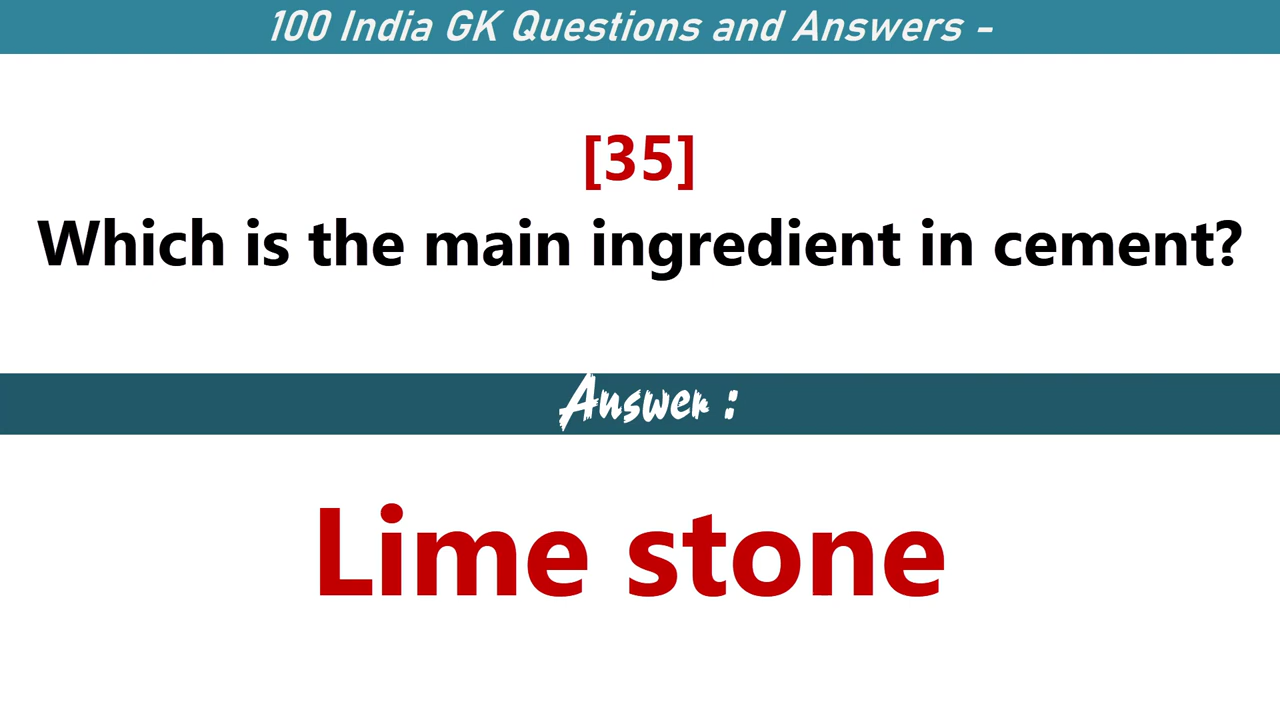 100 India GK Questions and Answers -
[35]
Which is the main ingredient in cement?
Answer :
Lime stone